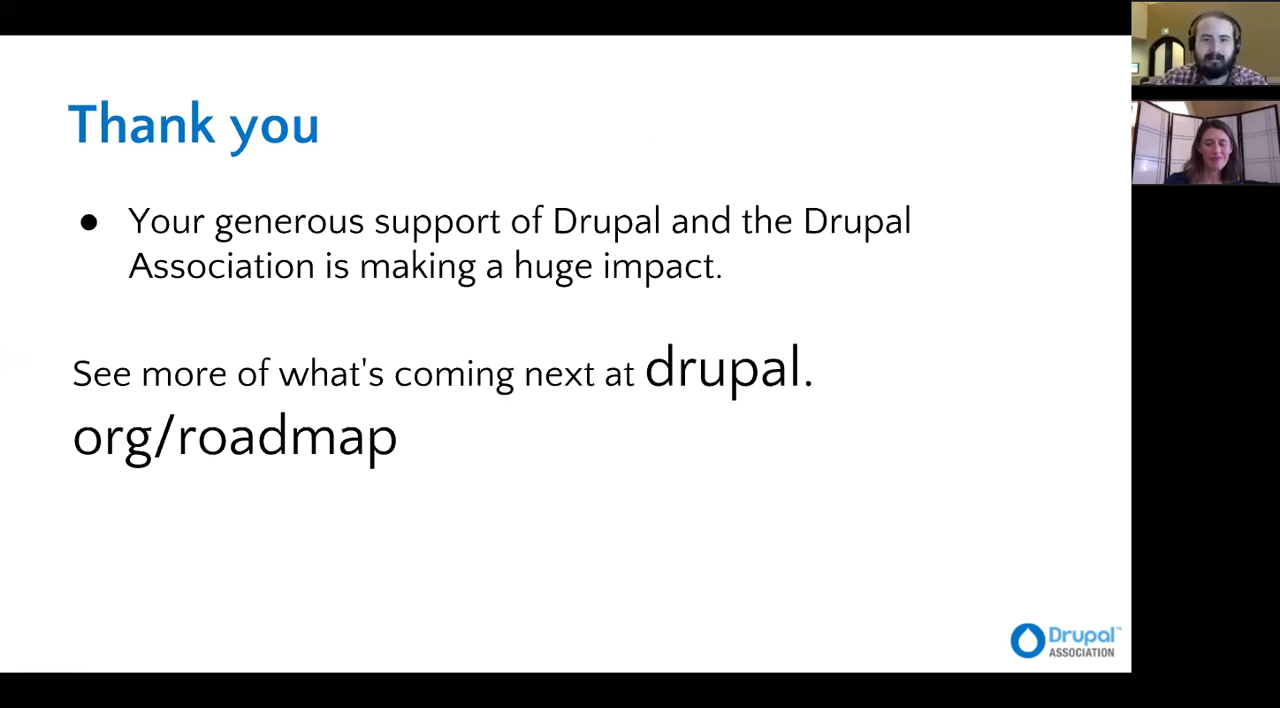 Thank you
● Your generous support of Drupal and the Drupal
Association is making a huge impact.
See more of what's coming next at drupal.
org/roadmap
Drupal™
ASSOCIATION